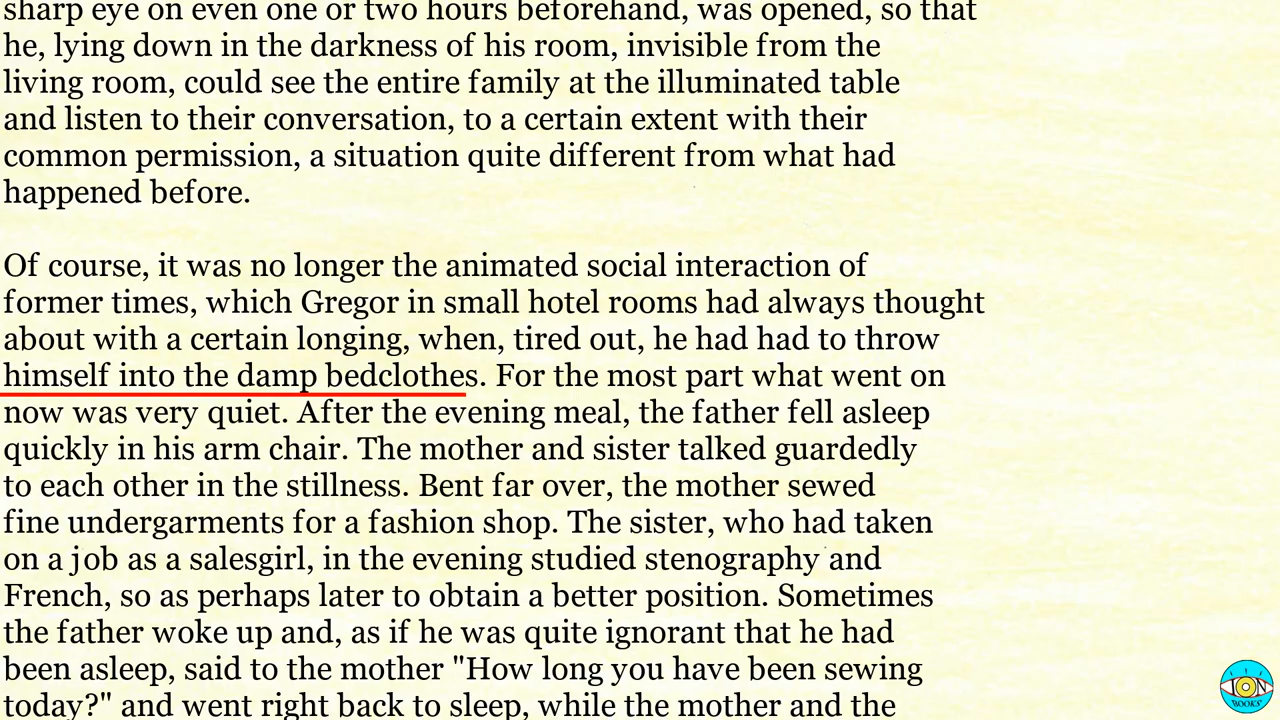 sharp eye on even one or two hours beforehand, was opened, so that
he, lying down in the darkness of his room, invisible from the
living room, could see the entire family at the illuminated table
and listen to their conversation, to a certain extent with their
common permission, a situation quite different from what had
happened before.
Of course, it was no longer the animated social interaction of
former times, which Gregor in small hotel rooms had always thought
about with a certain longing, when, tired out, he had had to throw
himself into the damp bedclothes. For the most part what went on
now was very quiet. After the evening meal, the father fell asleep
quickly in his arm chair. The mother and sister talked guardedly
to each other in the stillness. Bent far over, the mother sewed
fine undergarments for a fashion shop. The sister, who had taken
on a job as a salesgirl, in the evening studied stenography and
French, so as perhaps later to obtain a better position. Sometimes
the father woke up and, as if he was quite ignorant that he had
been asleep, said to the mother "How long you have been sewing
today?" and went right back to sleep, while the mother and the
ION
BOOKS